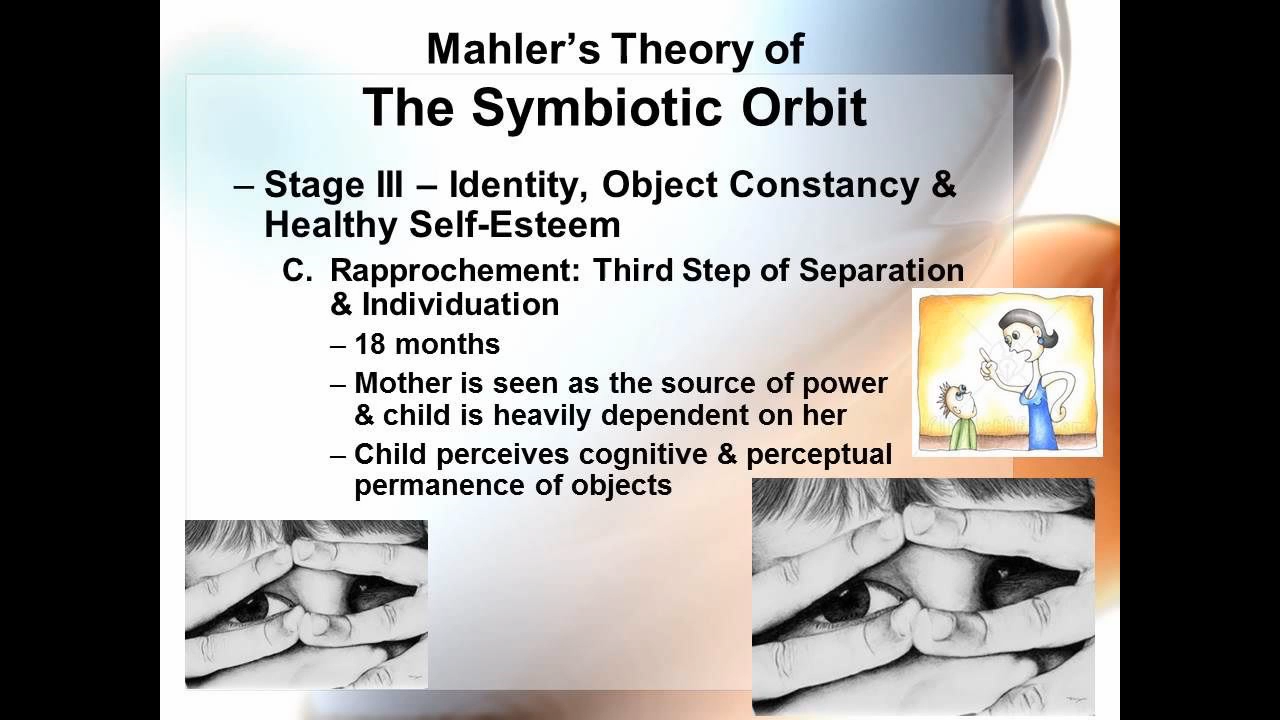 Mahler’s Theory of
The Symbiotic Orbit
– Stage III – Identity, Object Constancy &
Healthy Self-Esteem
C. Rapprochement: Third Step of Separation
& Individuation
– 18 months
– Mother is seen as the source of power
& child is heavily dependent on her
– Child perceives cognitive & perceptual
permanence of objects